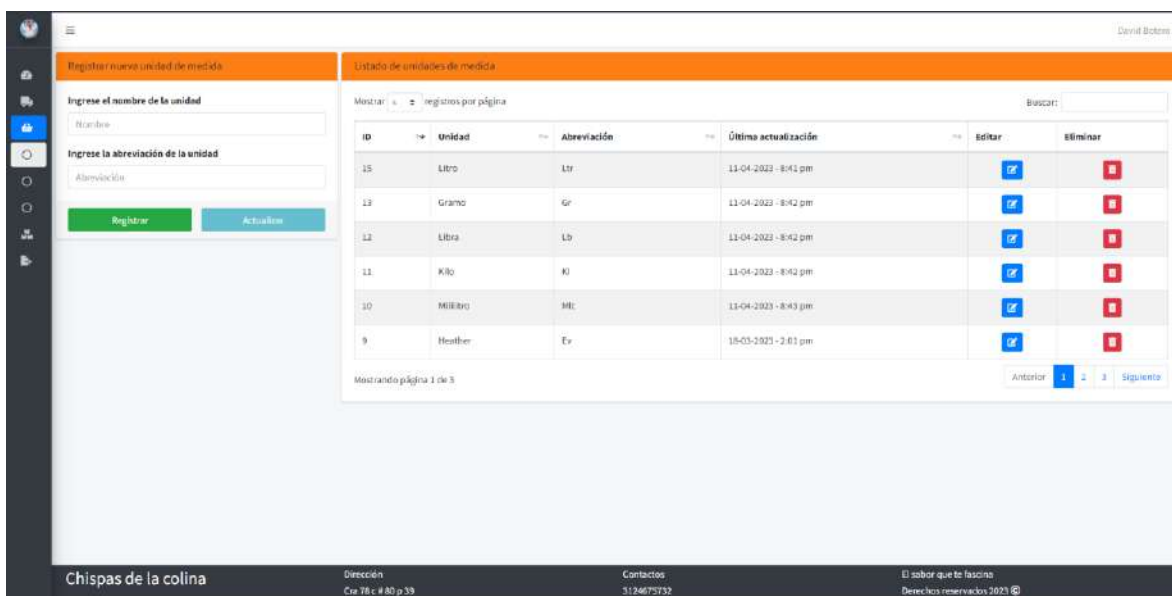 David Botero
Registrar nueva unidad de medida
Ingrese el nombre de la unidad
Nombre
Ingrese la abreviación de la unidad
Abreviación
Registrar Actualizar
Listado de unidades de medida
Mostrar registros por página Buscar:
ID Unidad Abreviación Última actualización Editar Eliminar
15 Litro Ltr 11-04-2023 - 8:41 pm
13 Gramo Gr 11-04-2023 - 8:42 pm
12 Libra Lb 11-04-2023 - 8:42 pm
11 Kilo Kl 11-04-2023 - 8:42 pm
10 Mililitro 11-04-2023 - 8:43 pm
9 Heather Ev 2:01 pm
Mostrando página 1 de 3 Anterior 1 2 3 Siguiente
Chispas de la colina
Dirección
Cra 78 c # 80 p 39
Contactos
3124675732
El sabor que te fascina
Derechos reservados 2023 ©